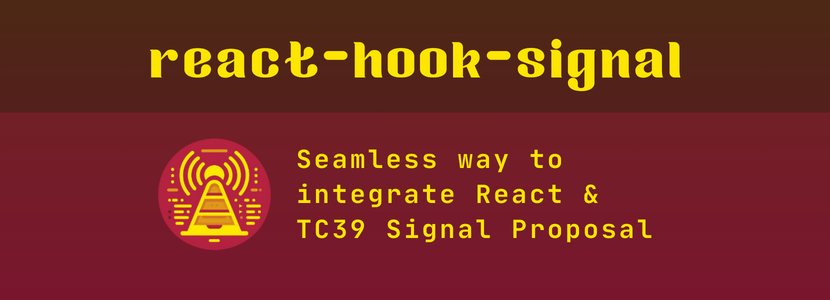 react-hook-signal
Seamless way to
integrate React &
TC39 Signal Proposal